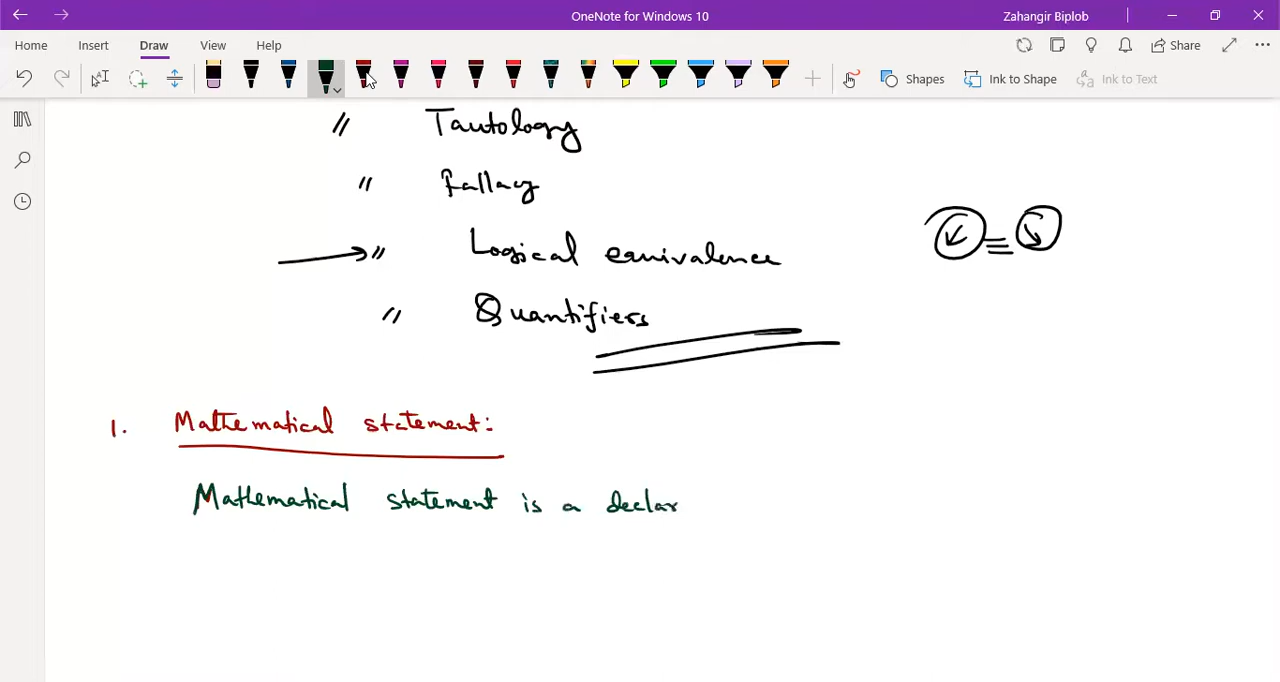 OneNote for Windows 10
Zahangir Biplob
Home Insert Draw View Help
Share
Shapes Ink to Shape Ink to Text
" Tautology
" Fallacy
" Logical equivalence
" Quantifiers
1. Mathematical statement:
Mathematical statement is a declar